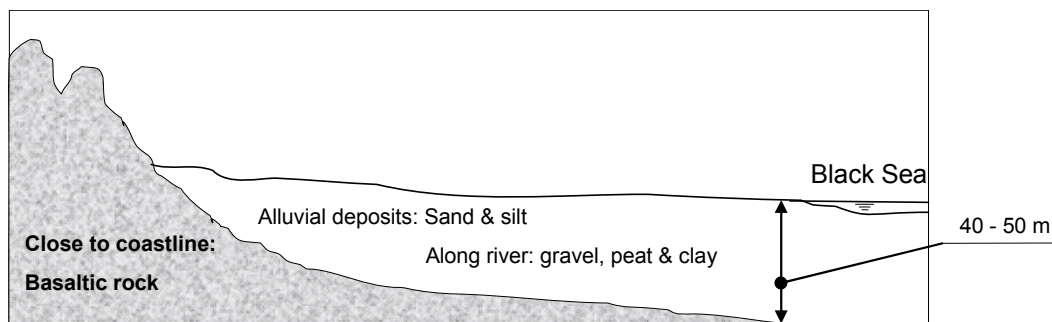 Black Sea
Alluvial deposits: Sand & silt
40 - 50 m
Close to coastline:
Along river: gravel, peat & clay
Basaltic rock